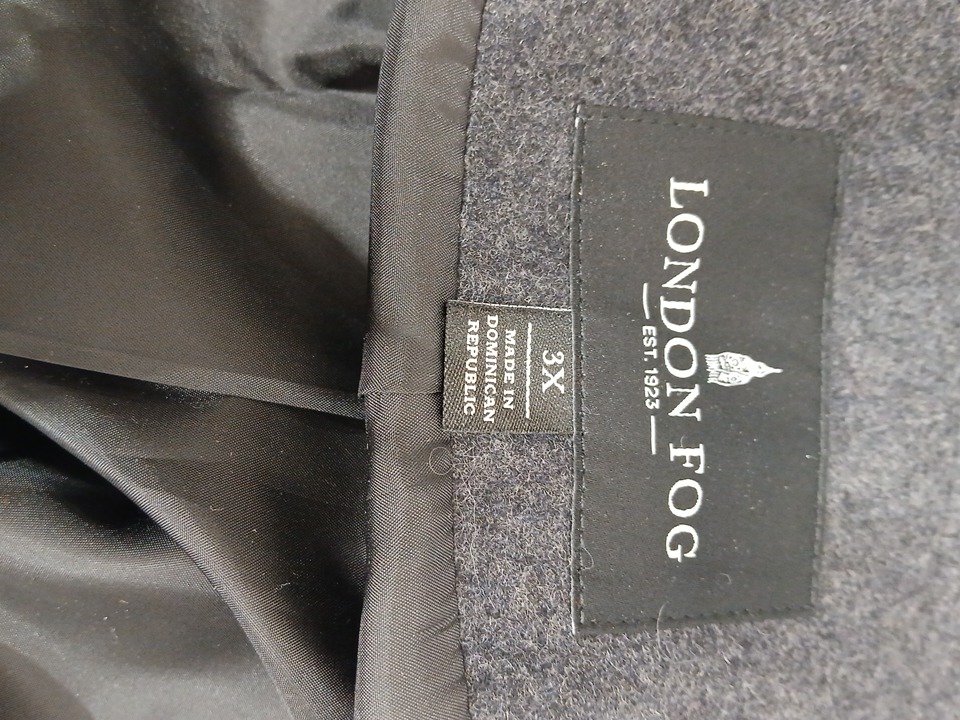 LONDON FOG
EST. 1923
3X
MADE IN
DOMINICAN
REPUBLIC